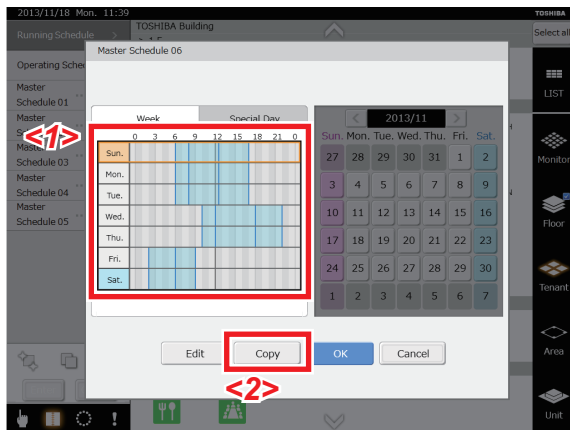 2013/11/18 Mon. 11:39
TOSHIBA
Running Schedule >
TOSHIBA Building
Select all
Master Schedule 06
Operating Sche
Master
Schedule 01
Master
<1>
Schedule 03
Master
Schedule 04
Master
Schedule 05
Week
Special Day
0 3 6 9 12 15 18 21 0
Sun.
Mon.
Tue.
Wed.
Thu.
Fri.
Sat.
< 2013/11 >
Sun. Mon. Tue. Wed. Thu. Fri. Sat.
27 28 29 30 31 1 2
3 4 5 6 7 8 9
10 11 12 13 14 15 16
17 18 19 20 21 22 23
24 25 26 27 28 29 30
1 2 3 4 5 6 7
Edit
Copy
OK
Cancel
<2>
LIST
Monitor
Floor
Tenant
Area
Unit